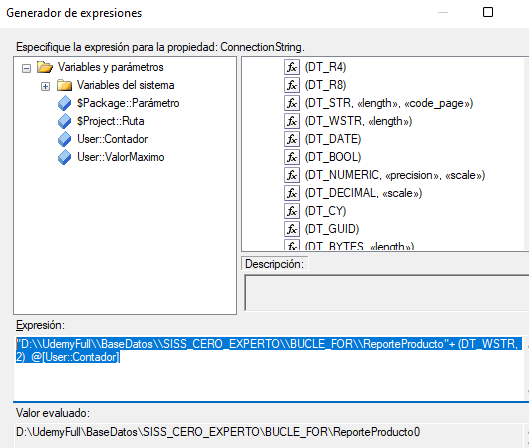 Generador de expresiones
Especifique la expresión para la propiedad: ConnectionString.
Variables y parámetros
Variables del sistema
$Package::Parámetro
$Project::Ruta
User::Contador
User::ValorMaximo
(DT_R4)
(DT_R8)
(DT_STR, «length», «code_page»)
(DT_WSTR, «length»)
(DT_DATE)
(DT_BOOL)
(DT_NUMERIC, «precision», «scale»)
(DT_DECIMAL, «scale»)
(DT_CY)
(DT_GUID)
(DT_BYTES, «length»)
Descripción:
Expresión:
"D:\\UdemyFull\\BaseDatos\\SISS_CERO_EXPERTO\\BUCLE_FOR\\ReporteProducto"+ (DT_WSTR,
2)  @[User::Contador]
Valor evaluado:
D:\UdemyFull\BaseDatos\SISS_CERO_EXPERTO\BUCLE_FOR\ReporteProducto0